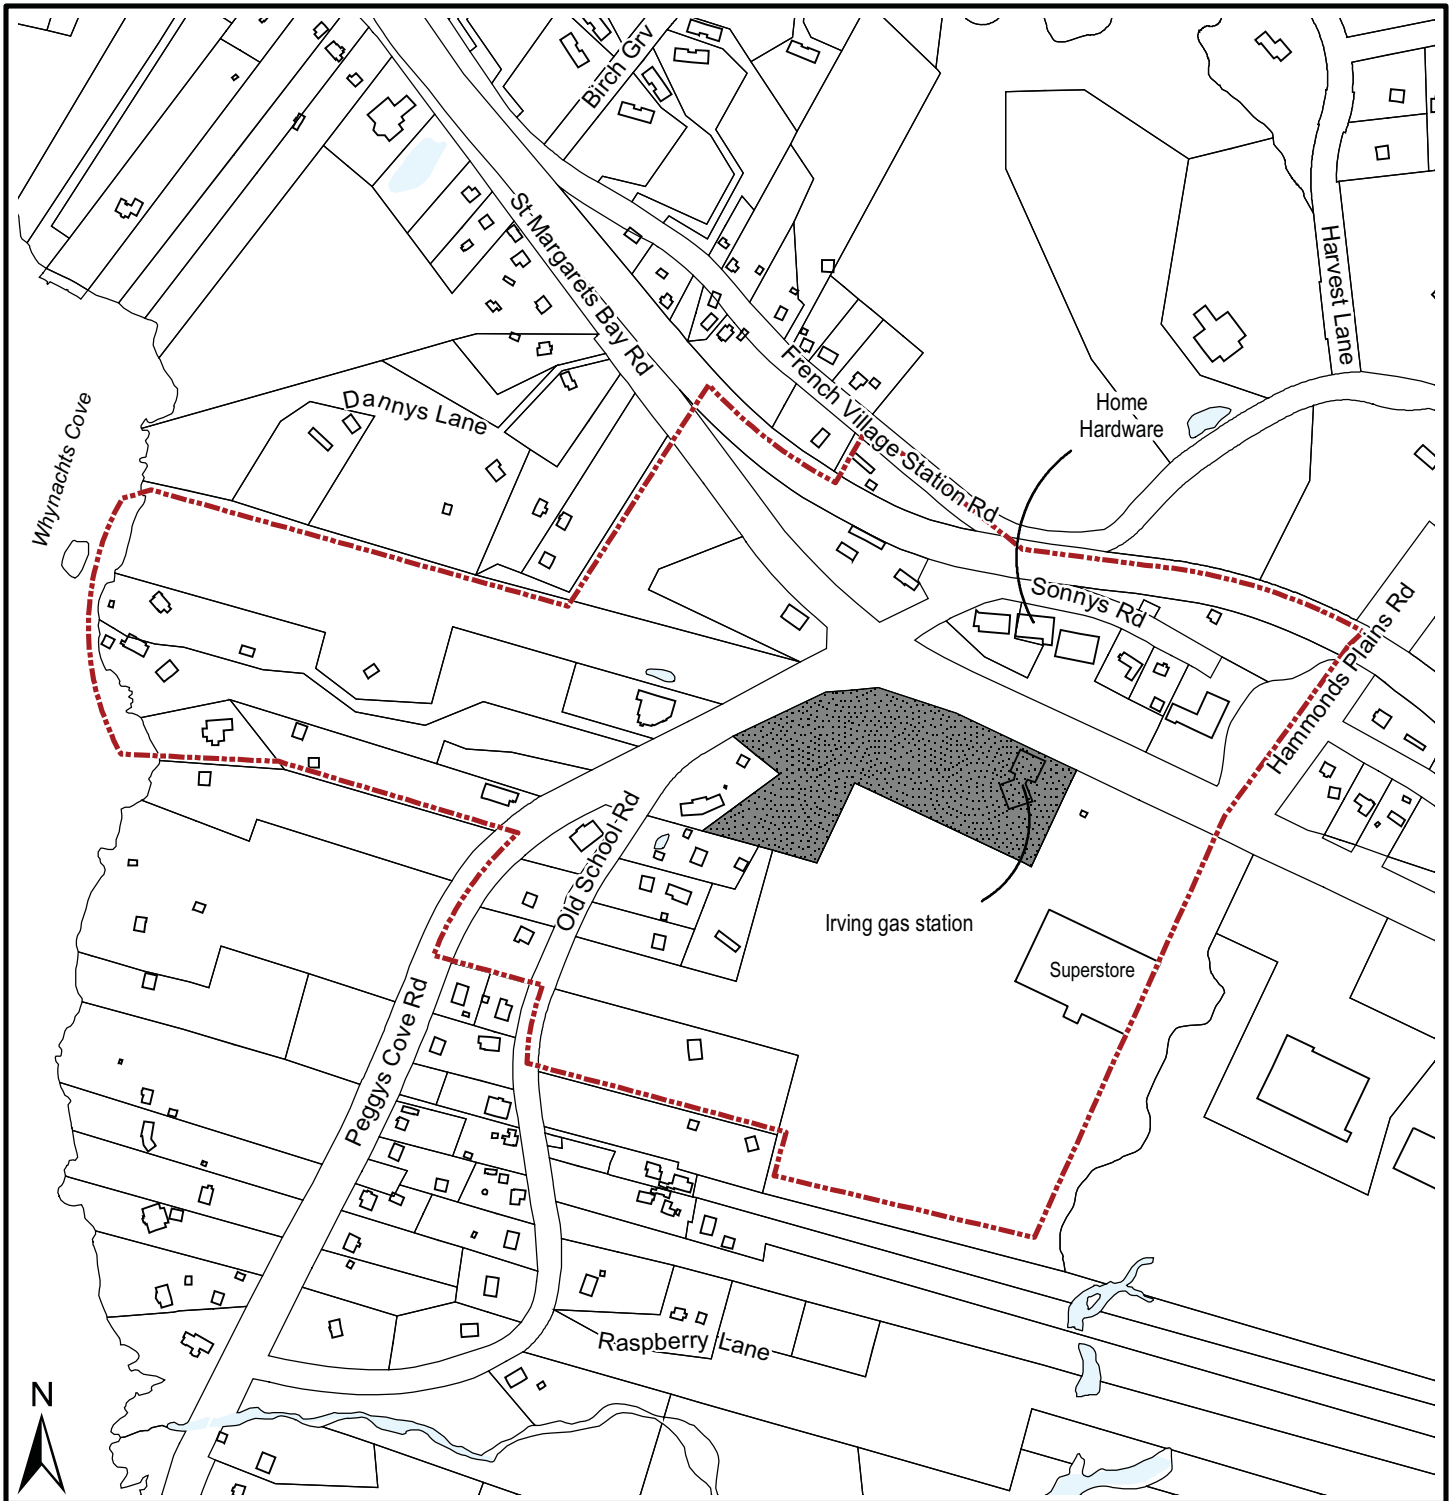 Birch Grv
St Margarets Bay Rd
Harvest Lane
French Village Station Rd
Dannys Lane
Whynachts Cove
Home
Hardware
Sonnys Rd
Hammonds Plains Rd
Old School Rd
Irving gas station
Superstore
Peggys Cove Rd
Raspberry Lane
N